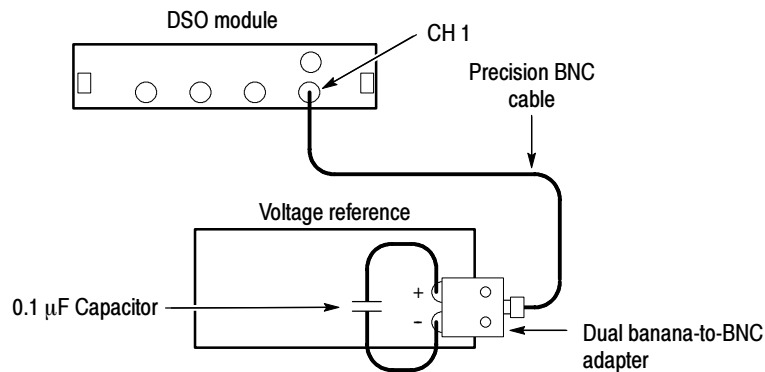 DSO module
CH 1
Precision BNC
cable
Voltage reference
+
-
0.1 μF Capacitor
Dual banana-to-BNC
adapter